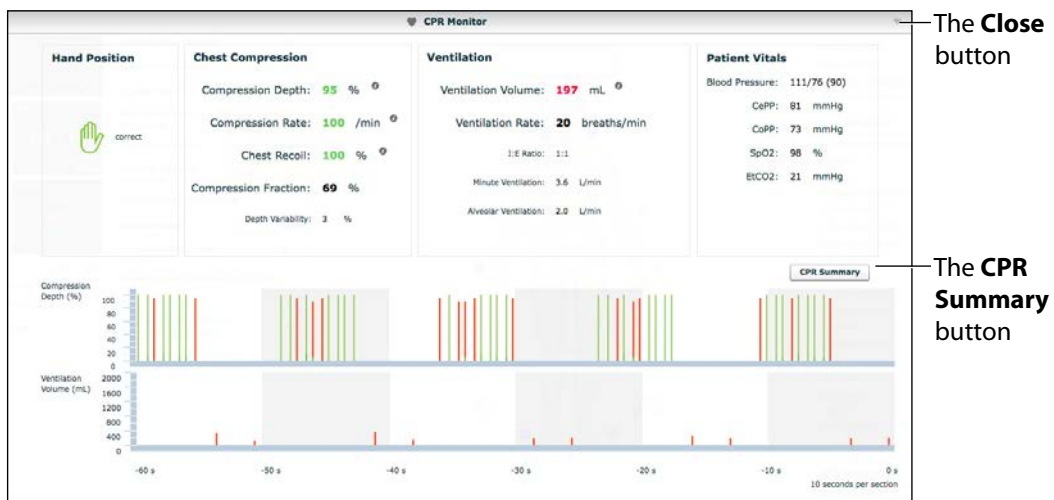 CPR Monitor
The Close
button
Hand Position
correct
Chest Compression
Compression Depth: 95 %
Compression Rate: 100 /min
Chest Recoil: 100 %
Compression Fraction: 69 %
Depth Variability: 3 %
Ventilation
Ventilation Volume: 197 mL
Ventilation Rate: 20 breaths/min
I:E Ratio: 1:1
Minute Ventilation: 3.6 L/min
Alveolar Ventilation: 2.0 L/min
Patient Vitals
Blood Pressure: 111/76 (90)
CePP: 81 mmHg
CoPP: 73 mmHg
SpO2: 98 %
EtCO2: 21 mmHg
CPR Summary
The CPR
Summary
button
Compression
Depth (%)
100
80
60
40
20
0
Ventilation
Volume (mL)
2000
1600
1200
800
400
0
-60 s -50 s -40 s -30 s -20 s -10 s 0 s
10 seconds per section